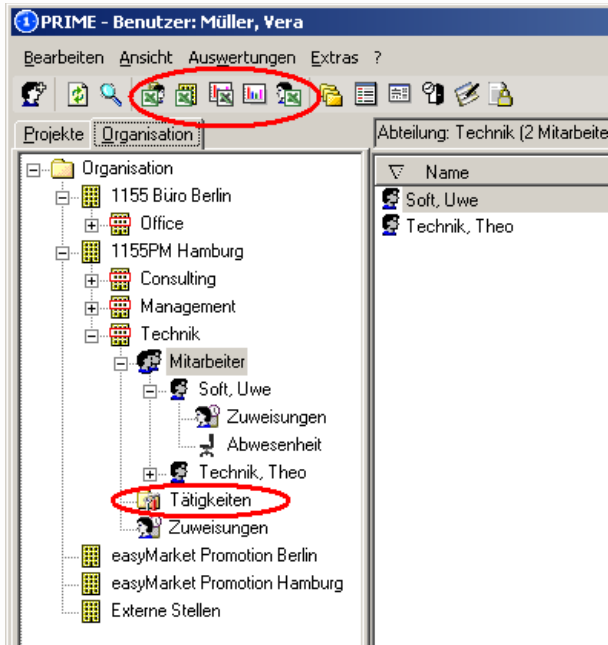 1 PRIME - Benutzer: Müller, Vera
Bearbeiten Ansicht Auswertungen Extras ?
Projekte Organisation
Abteilung: Technik (2 Mitarbeite
Organisation
1155 Büro Berlin
Office
1155PM Hamburg
Consulting
Management
Technik
Mitarbeiter
Soft, Uwe
Zuweisungen
Abwesenheit
Technik, Theo
Tätigkeiten
Zuweisungen
easyMarket Promotion Berlin
easyMarket Promotion Hamburg
Externe Stellen
Name
Soft, Uwe
Technik, Theo